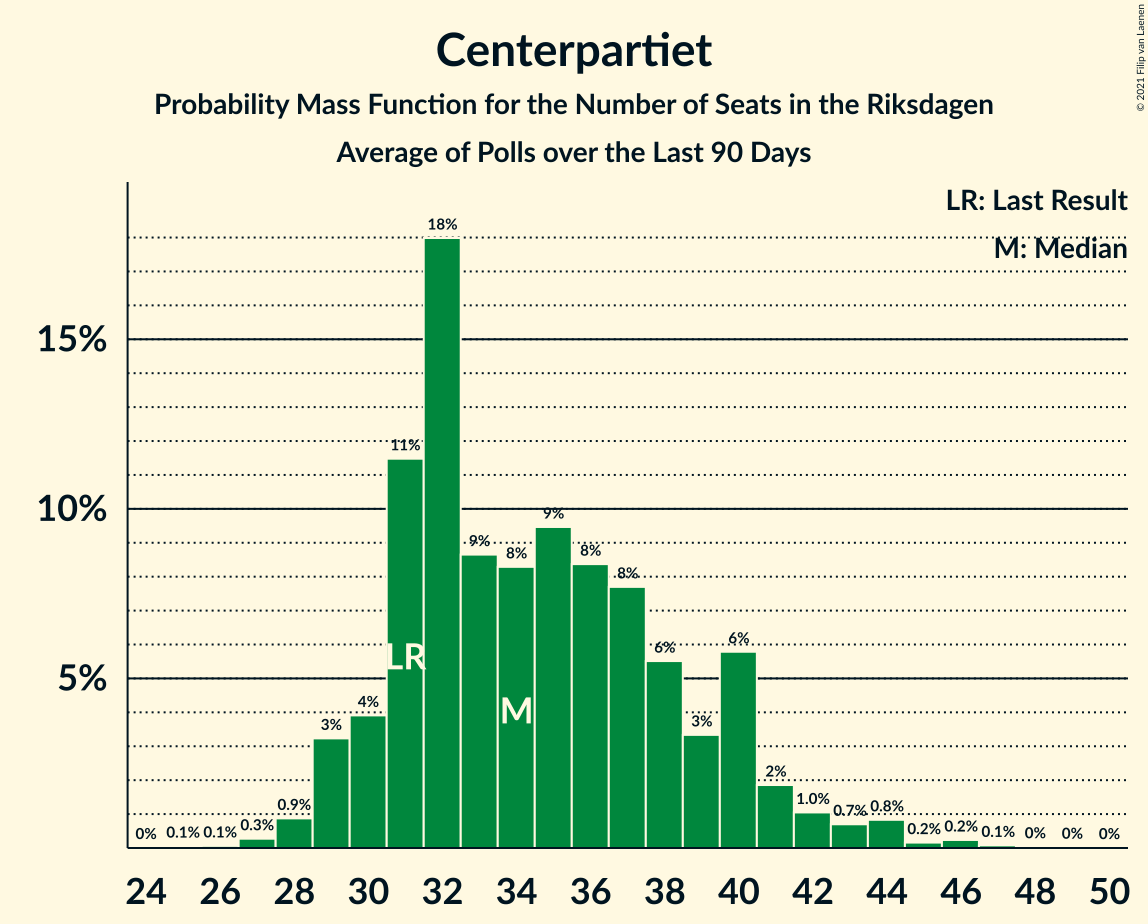 Centerpartiet
Probability Mass Function for the Number of Seats in the Riksdagen
Average of Polls over the Last 90 Days
© 2021 Filip van Laenen
LR: Last Result
M: Median
15%
10%
5%
0% 0.1% 0.1% 0.3% 0.9% 3% 4% 11% 18% 9% 8% 9% 8% 8% 6% 3% 6% 2% 1.0% 0.7% 0.8% 0.2% 0.2% 0.1% 0% 0% 0%
LR
M
24 26 28 30 32 34 36 38 40 42 44 46 48 50